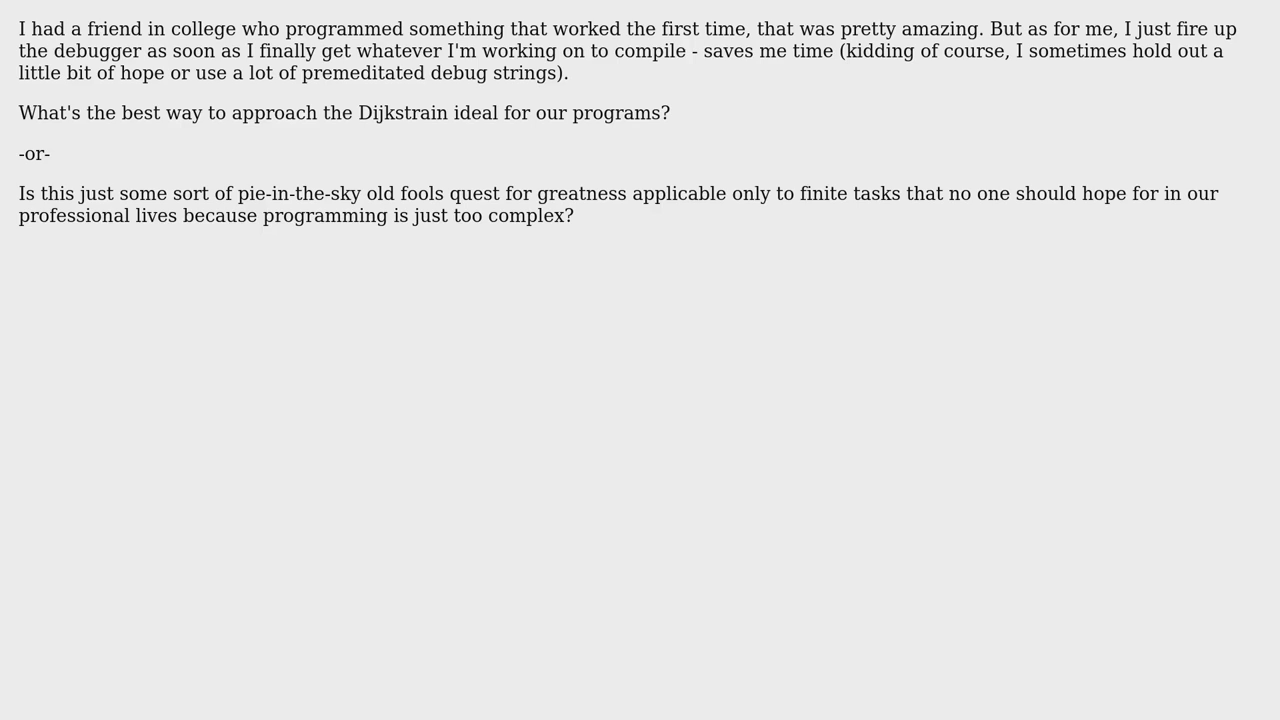 I had a friend in college who programmed something that worked the first time, that was pretty amazing. But as for me, I just fire up
the debugger as soon as I finally get whatever I'm working on to compile - saves me time (kidding of course, I sometimes hold out a
little bit of hope or use a lot of premeditated debug strings).
What's the best way to approach the Dijkstrain ideal for our programs?
-or-
Is this just some sort of pie-in-the-sky old fools quest for greatness applicable only to finite tasks that no one should hope for in our
professional lives because programming is just too complex?